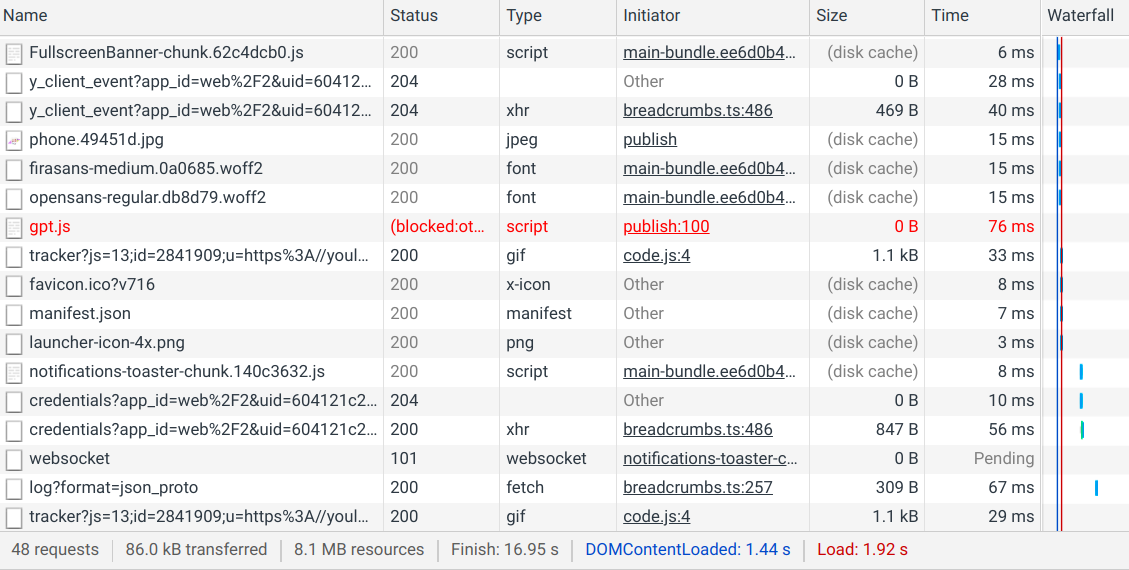 Name Status Type Initiator Size Time Waterfall
FullscreenBanner-chunk.62c4dcb0.js 200 script main-bundle.ee6d0b4... (disk cache) 6 ms
y_client_event?app_id=web%2F2&uid=60412... 204 Other 0 B 28 ms
y_client_event?app_id=web%2F2&uid=60412... 204 xhr breadcrumbs.ts:486 469 B 40 ms
phone.49451d.jpg 200 jpeg publish (disk cache) 15 ms
firasans-medium.0a0685.woff2 200 font main-bundle.ee6d0b4... (disk cache) 15 ms
opensans-regular.db8d79.woff2 200 font main-bundle.ee6d0b4... (disk cache) 15 ms
gpt.js (blocked:ot... script publish:100 0 B 76 ms
tracker?js=13;id=2841909;u=https%3A//youl... 200 gif code.js:4 1.1 kB 33 ms
favicon.ico?v716 200 x-icon Other (disk cache) 8 ms
manifest.json 200 manifest Other (disk cache) 7 ms
launcher-icon-4x.png 200 png Other (disk cache) 3 ms
notifications-toaster-chunk.140c3632.js 200 script main-bundle.ee6d0b4... (disk cache) 8 ms
credentials?app_id=web%2F2&uid=604121c2... 204 Other 0 B 10 ms
credentials?app_id=web%2F2&uid=604121c2... 200 xhr breadcrumbs.ts:486 847 B 56 ms
websocket 101 websocket notifications-toaster-c... 0 B Pending
log?format=json_proto 200 fetch breadcrumbs.ts:257 309 B 67 ms
tracker?js=13;id=2841909;u=https%3A//youl... 200 gif code.js:4 1.1 kB 29 ms
48 requests 86.0 kB transferred 8.1 MB resources Finish: 16.95 s DOMContentLoaded: 1.44 s Load: 1.92 s